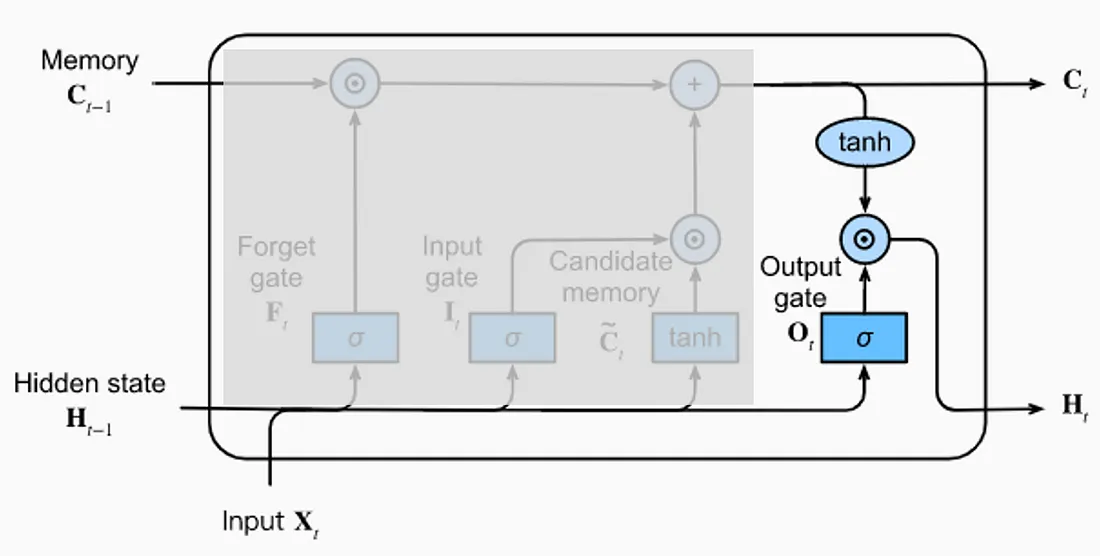 Memory
C_{t-1}
⊙
+
C_t
tanh
⊙
⊙
Forget
gate
F_t
Input
gate
I_t
Candidate
memory
C̃_t
Output
gate
O_t
σ
σ
tanh
σ
Hidden state
H_{t-1}
H_t
Input X_t